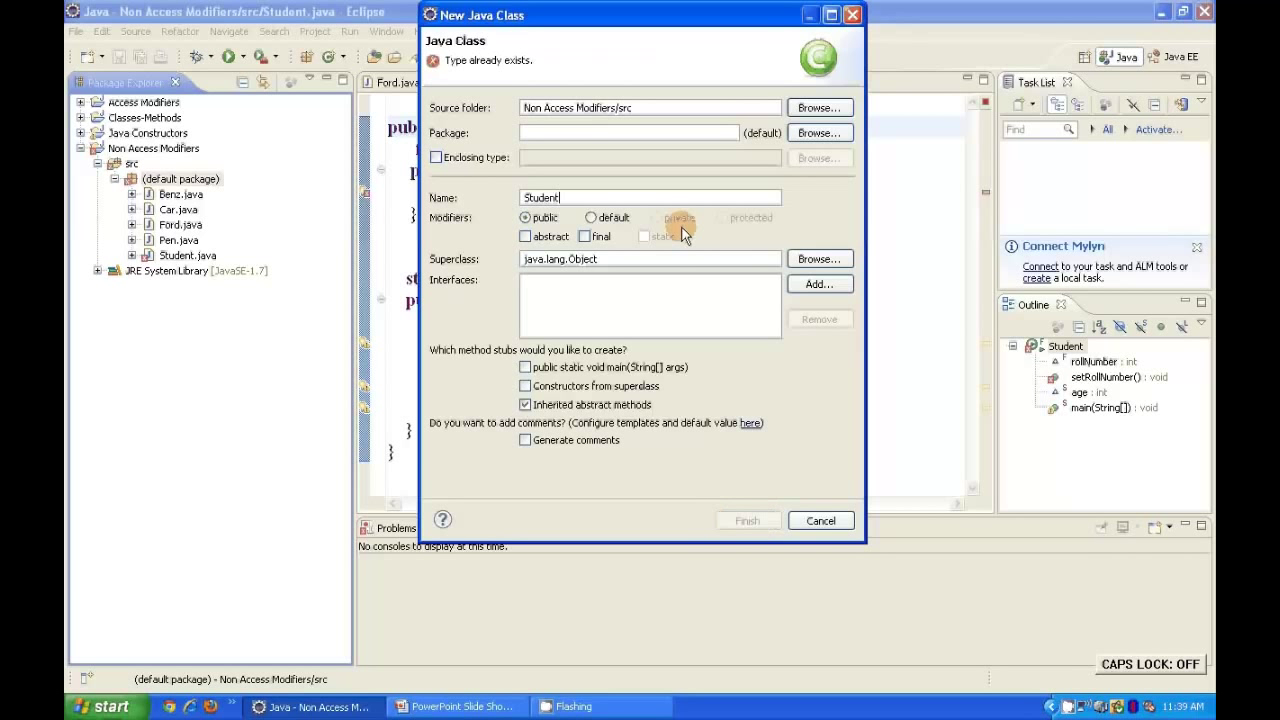 Java - Non Access Modifiers/src/Student.java - Eclipse
File Edit Source Refactor Navigate Search Project Run Window
Java
Java EE
Package Explorer
Access Modifiers
Classes-Methods
Java Constructors
Non Access Modifiers
src
(default package)
Benz.java
Car.java
Ford.java
Pen.java
Student.java
JRE System Library [JavaSE-1.7]
Ford.java
pub
p
}
s
p
}
}
New Java Class
Java Class
Type already exists.
Source folder: Non Access Modifiers/src Browse...
Package: (default) Browse...
Enclosing type: Browse...
Name: Student
Modifiers: public default private protected
abstract final
Superclass: java.lang.Object Browse...
Interfaces: Add...
Remove
Which method stubs would you like to create?
public static void main(String[] args)
Constructors from superclass
Inherited abstract methods
Do you want to add comments? (Configure templates and default value here)
Generate comments
Finish Cancel
Task List
Find All Activate...
Connect Mylyn
Connect to your task and ALM tools or
create a local task.
Outline
Student
rollNumber : int
setRollNumber() : void
age : int
main(String[]) : void
Problems
No consoles to display at this time.
CAPS LOCK: OFF
(default package) - Non Access Modifiers/src
start
Java - Non Access M...
PowerPoint Slide Sho...
Flashing
11:39 AM